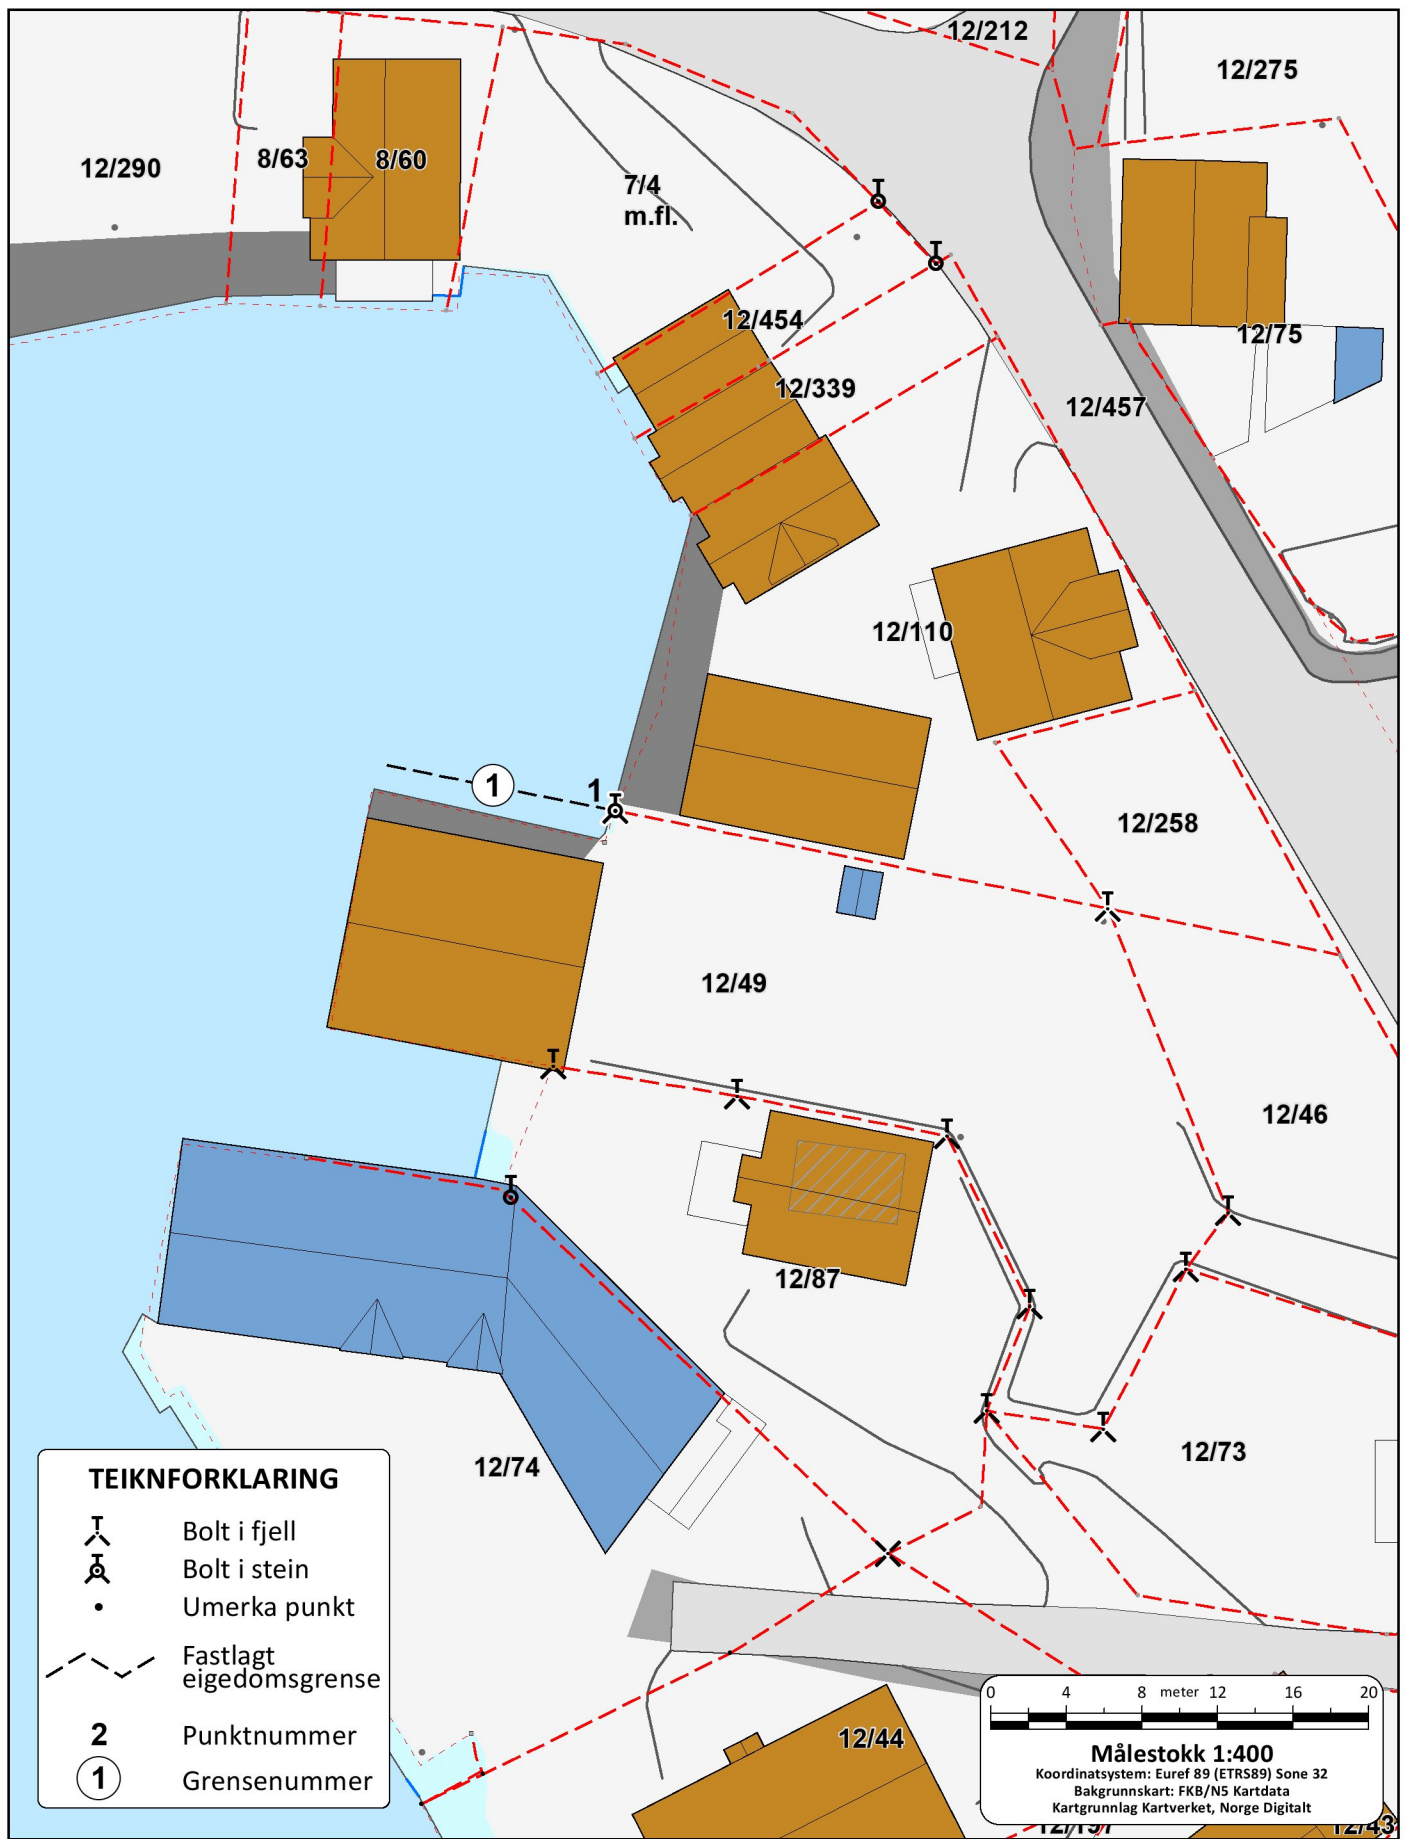 12/212
12/275
8/63
8/60
12/290
7/4
m.fl.
12/454
12/75
12/339
12/457
12/110
1
1
12/258
12/49
12/46
12/87
12/73
12/74
TEIKNFORKLARING
Bolt i fjell
Bolt i stein
Umerka punkt
Fastlagt
eigedomsgrense
2 Punktnummer
1 Grensenummer
12/44
0 4 8 meter 12 16 20
Målestokk 1:400
Koordinatsystem: Euref 89 (ETRS89) Sone 32
Bakgrunnskart: FKB/N5 Kartdata
Kartgrunnlag Kartverket, Norge Digitalt
12/43